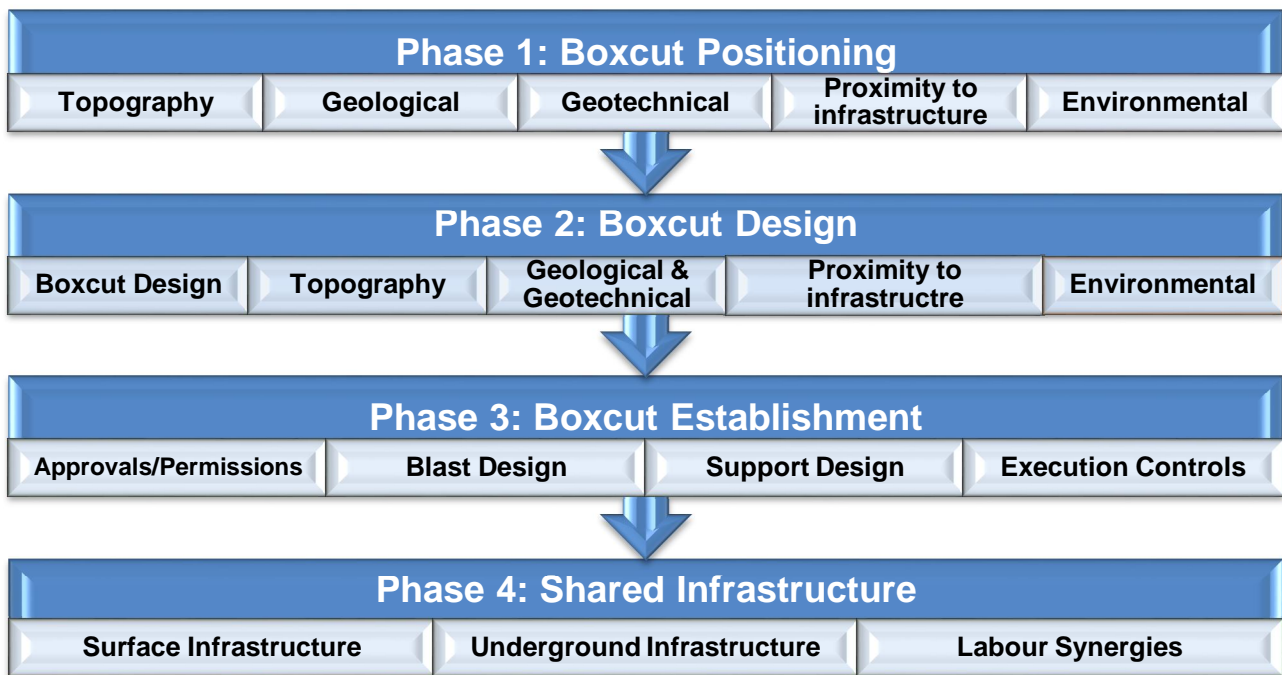 Phase 1: Boxcut Positioning
Topography
Geological
Geotechnical
Proximity to
infrastructure
Environmental
Phase 2: Boxcut Design
Boxcut Design
Topography
Geological &
Geotechnical
Proximity to
infrastructre
Environmental
Phase 3: Boxcut Establishment
Approvals/Permissions
Blast Design
Support Design
Execution Controls
Phase 4: Shared Infrastructure
Surface Infrastructure
Underground Infrastructure
Labour Synergies